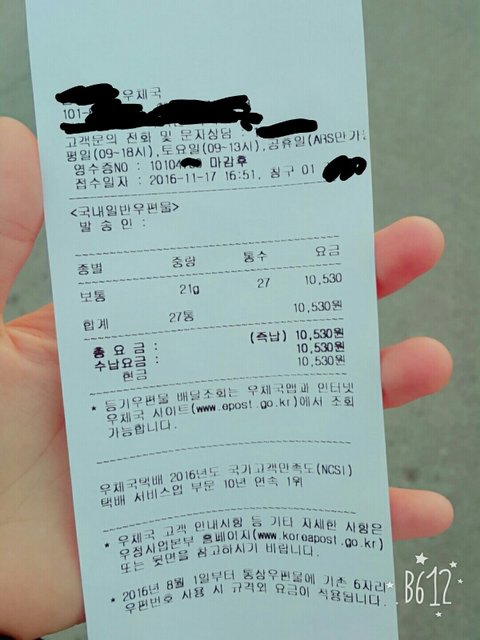 우체국
101-
고객문의 전화 및 문자상담 :
평일(09-18시),토요일(09-13시),공휴일(ARS만가
영수증NO : 10104 마감후
접수일자 : 2016-11-17 16:51, 창구 01
<국내일반우편물>
발 송 인 :
종별 중량 통수 요금
보통 21g 27 10,530
합계 27통 10,530원
총 요 금 : (즉납) 10,530원
수납요금: 10,530원
현금 10,530원
* 등기우편물 배달조회는 우체국앱과 인터넷
우체국 사이트(www.epost.go.kr)에서 조회
가능합니다.
우체국택배 2016년도 국가고객만족도(NCSI)
택배 서비스업 부문 10년 연속 1위
* 우체국 고객 안내사항 등 기타 자세한 사항은
우정사업본부 홈페이지(www.koreapost.go.kr)
또는 뒷면을 참고하시기 바랍니다.
* 2016년 8월 1일부터 통상우편물에 기존 6자리
우편번호 사용 시 규격외 요금이 적용됩니다.
B612